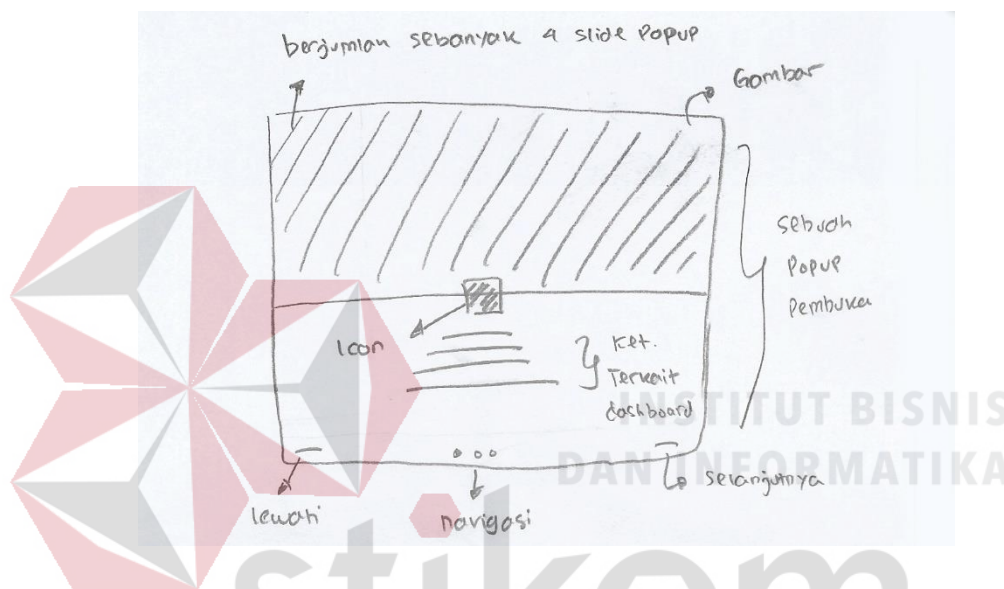 berjumlah sebanyak 4 slide Popup
Gambar
sebuah
Popup
Pembuka
Icon
Ket.
Terkait
dashboard
INSTITUT BISNIS
DAN INFORMATIKA
lewati
navigasi
selanjutnya
stikom